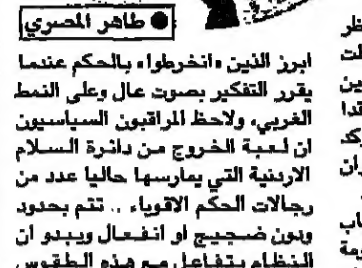 ● طاهر المصري
ابرز الذين «انخرطوا» بالحكم عندما
يقرر التفكير بصوت عال وعلى النمط
الغربي، ولاحظ المراقبون السياسيون
ان لعبة الخروج من دائرة السلام
الاردنية التي يمارسها حاليا عدد من
رجالات الحكم الاقوياء .. تتم بحدود
ودون ضجيج او انفعال ويبدو ان
النظام يتفاعل مع هذه الطقوس